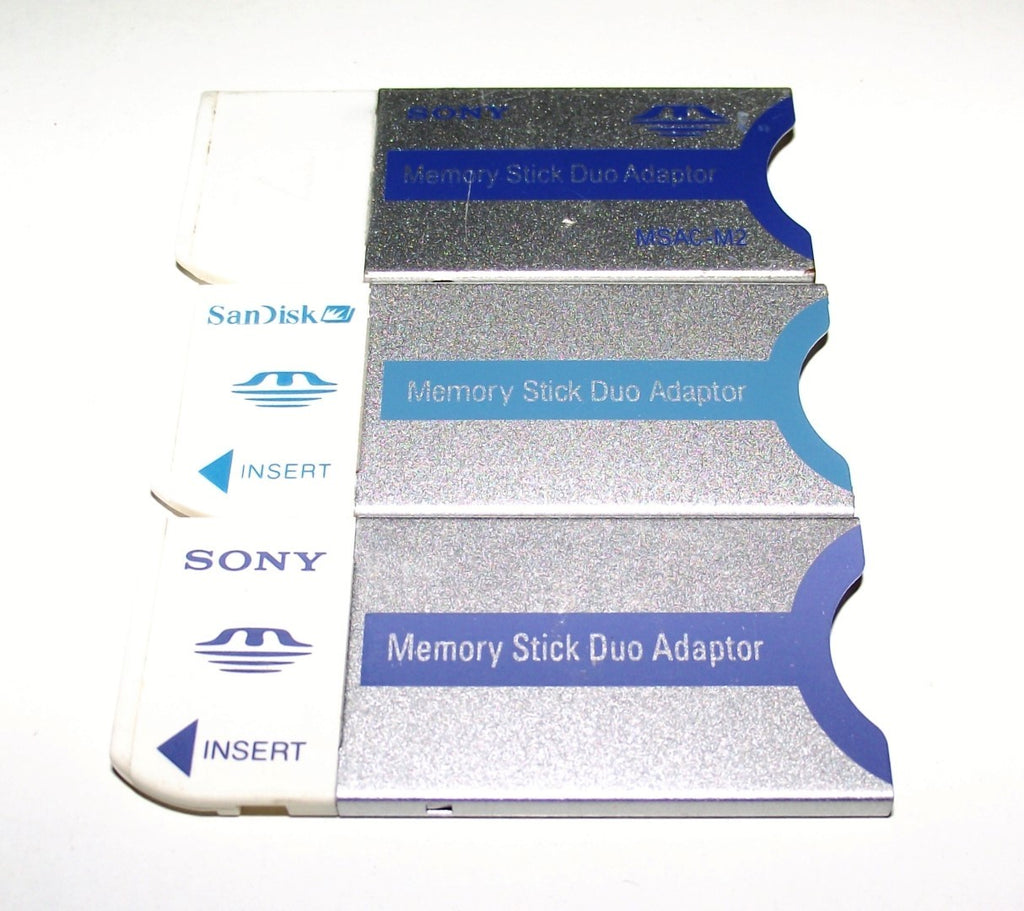 SONY
Memory Stick Duo Adaptor
MSAC-M2
SanDisk
Memory Stick Duo Adaptor
INSERT
SONY
Memory Stick Duo Adaptor
INSERT